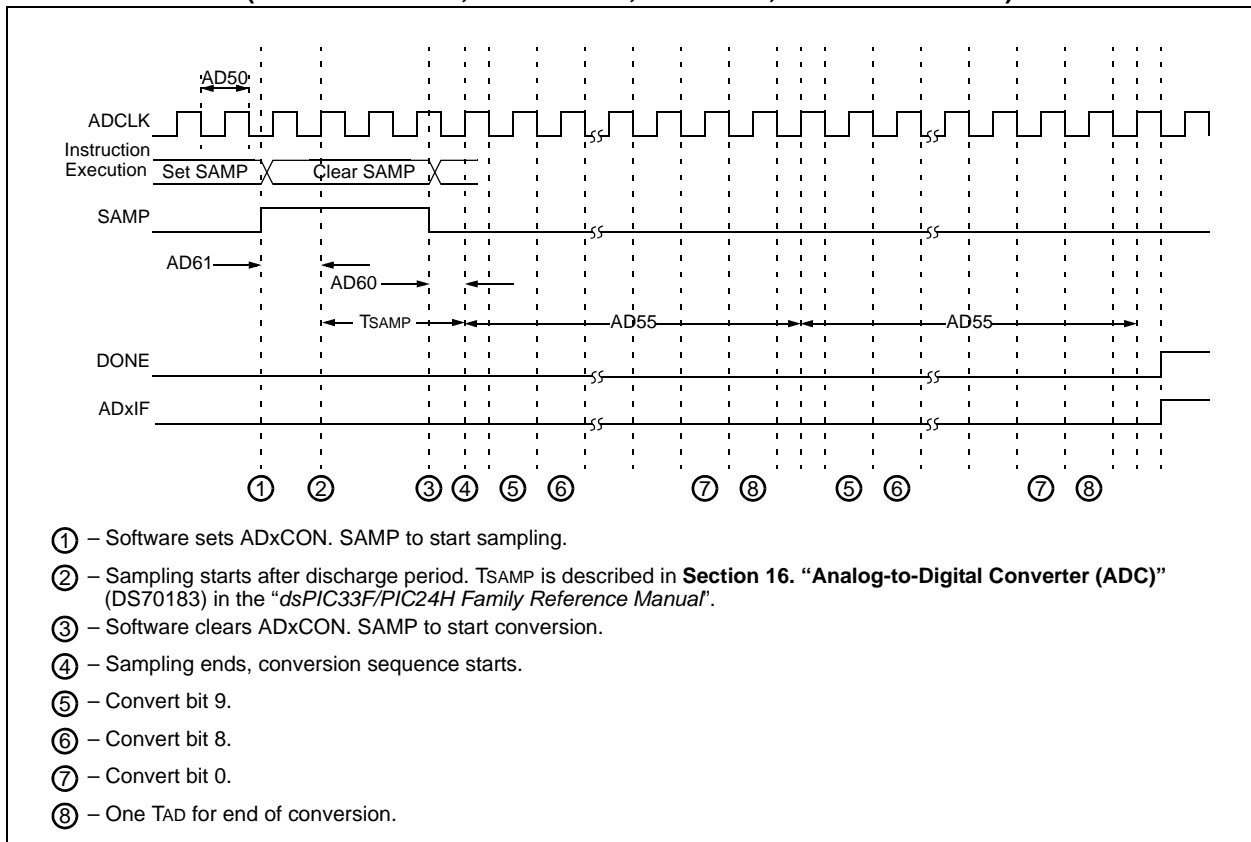 AD50
ADCLK
Instruction
Execution Set SAMP Clear SAMP
SAMP
AD61
AD60
TSAMP AD55 AD55
DONE
ADxIF
1 2 3 4 5 6 7 8 5 6 7 8
1 – Software sets ADxCON. SAMP to start sampling.
2 – Sampling starts after discharge period. TSAMP is described in Section 16. “Analog-to-Digital Converter (ADC)”
(DS70183) in the “dsPIC33F/PIC24H Family Reference Manual”.
3 – Software clears ADxCON. SAMP to start conversion.
4 – Sampling ends, conversion sequence starts.
5 – Convert bit 9.
6 – Convert bit 8.
7 – Convert bit 0.
8 – One TAD for end of conversion.